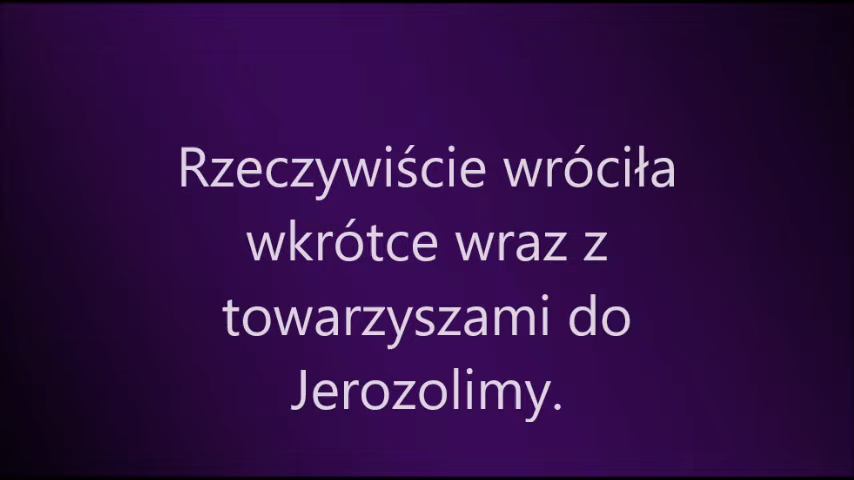 Rzeczywiście wróciła
wkrótce wraz z
towarzyszami do
Jerozolimy.